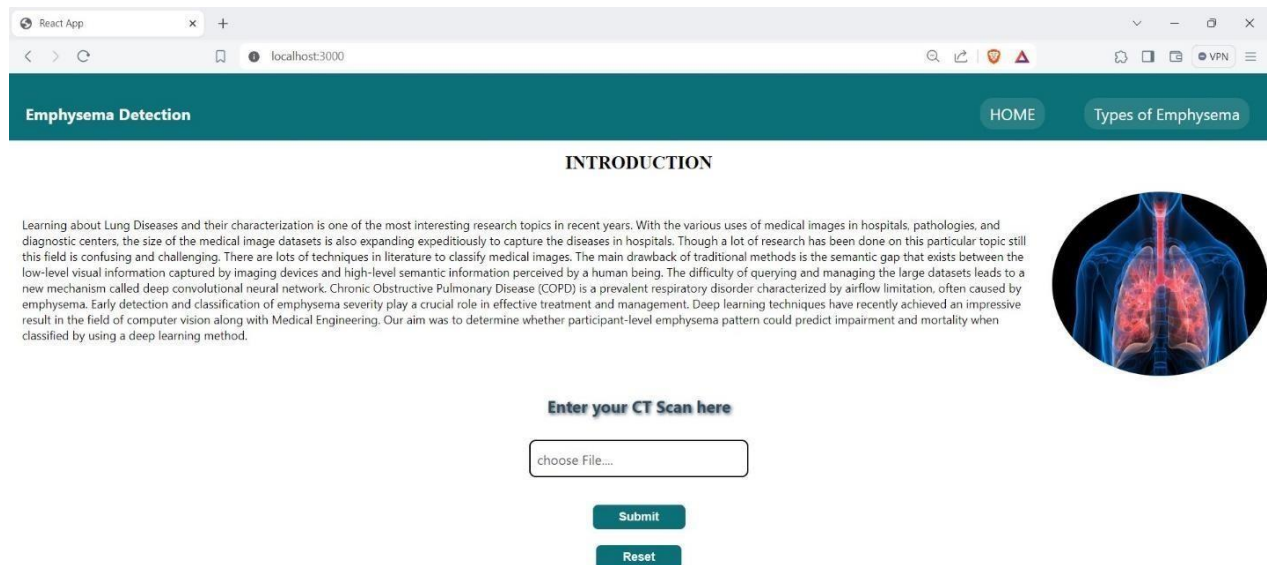 React App
localhost:3000
VPN
Emphysema Detection
HOME
Types of Emphysema
INTRODUCTION
Learning about Lung Diseases and their characterization is one of the most interesting research topics in recent years. With the various uses of medical images in hospitals, pathologies, and
diagnostic centers, the size of the medical image datasets is also expanding expeditiously to capture the diseases in hospitals. Though a lot of research has been done on this particular topic still
this field is confusing and challenging. There are lots of techniques in literature to classify medical images. The main drawback of traditional methods is the semantic gap that exists between the
low-level visual information captured by imaging devices and high-level semantic information perceived by a human being. The difficulty of querying and managing the large datasets leads to a
new mechanism called deep convolutional neural network. Chronic Obstructive Pulmonary Disease (COPD) is a prevalent respiratory disorder characterized by airflow limitation, often caused by
emphysema. Early detection and classification of emphysema severity play a crucial role in effective treatment and management. Deep learning techniques have recently achieved an impressive
result in the field of computer vision along with Medical Engineering. Our aim was to determine whether participant-level emphysema pattern could predict impairment and mortality when
classified by using a deep learning method.
Enter your CT Scan here
choose File....
Submit
Reset